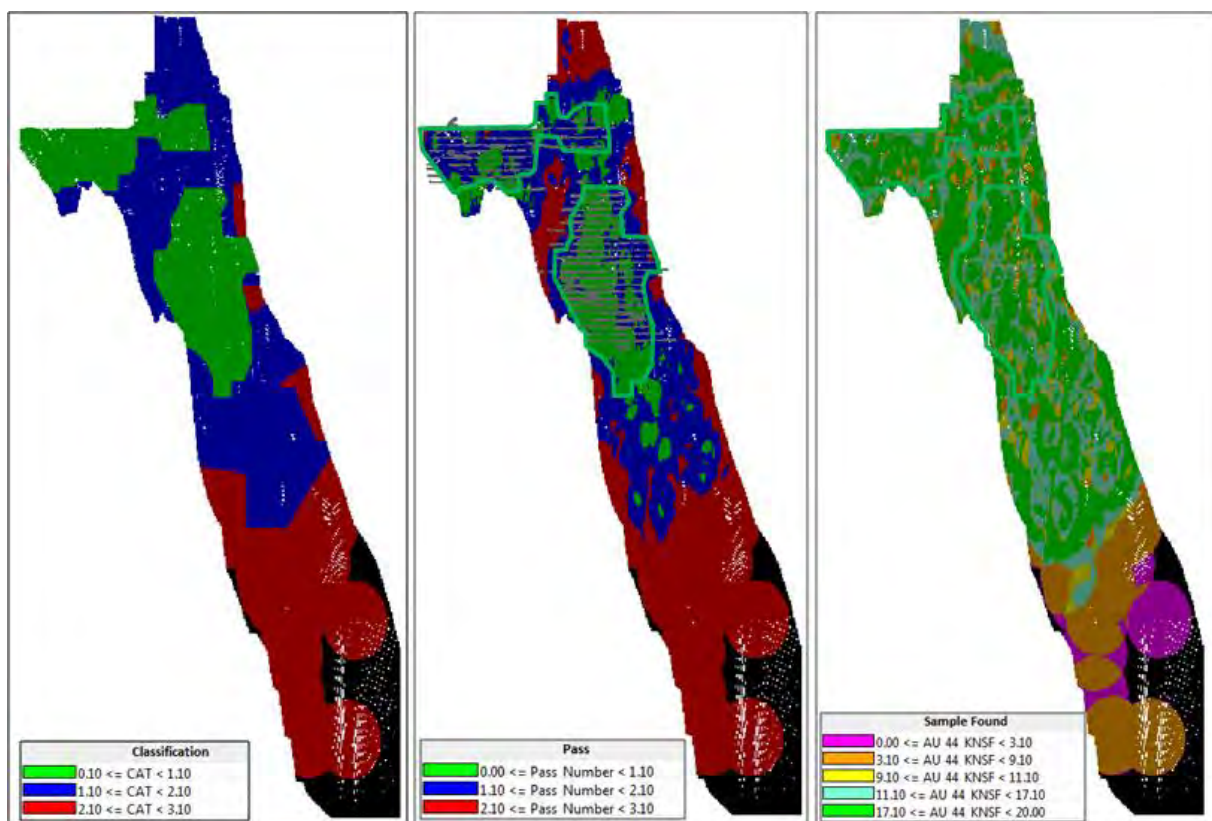 Classification
0.10 <= CAT < 1.10
1.10 <= CAT < 2.10
2.10 <= CAT < 3.10
Pass
0.00 <= Pass Number < 1.10
1.10 <= Pass Number < 2.10
2.10 <= Pass Number < 3.10
Sample Found
0.00 <= AU 44 KNSF < 3.10
3.10 <= AU 44 KNSF < 9.10
9.10 <= AU 44 KNSF < 11.10
11.10 <= AU 44 KNSF < 17.10
17.10 <= AU 44 KNSF < 20.00